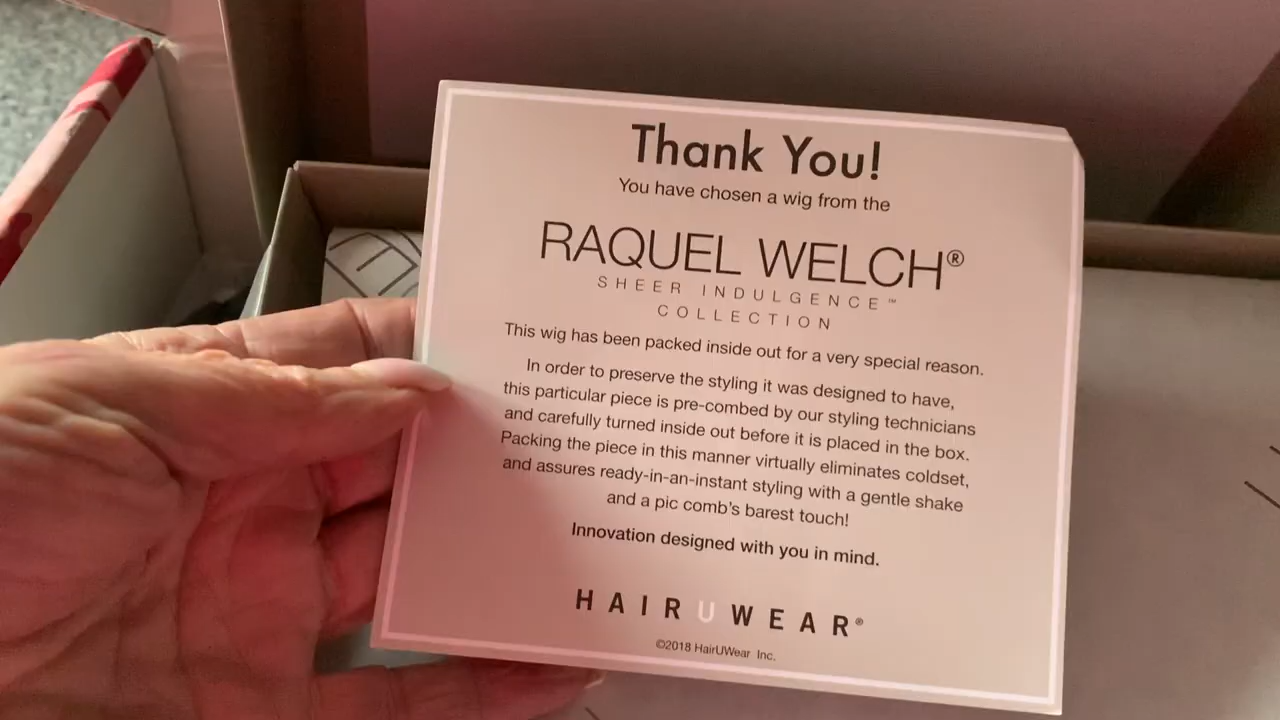 Thank You!
You have chosen a wig from the
RAQUEL WELCH®
SHEER INDULGENCE™
COLLECTION
This wig has been packed inside out for a very special reason.
In order to preserve the styling it was designed to have,
this particular piece is pre-combed by our styling technicians
and carefully turned inside out before it is placed in the box.
Packing the piece in this manner virtually eliminates coldset,
and assures ready-in-an-instant styling with a gentle shake
and a pic comb's barest touch!
Innovation designed with you in mind.
HAIRUWEAR®
©2018 HairUWear Inc.